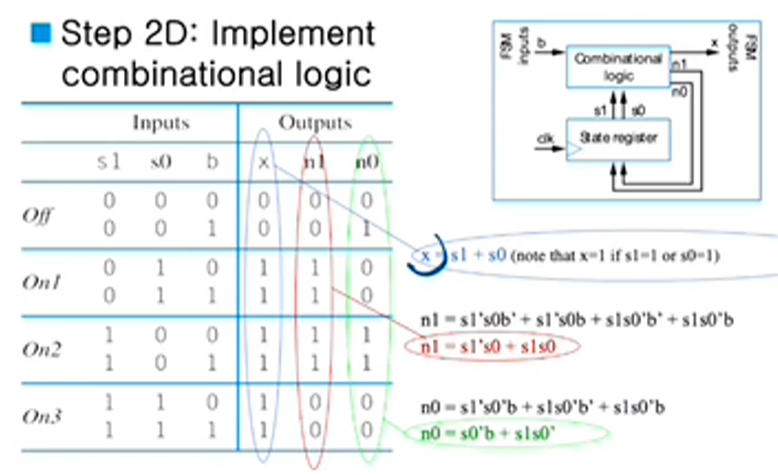 Step 2D: Implement
combinational logic
Inputs Outputs
s1 s0 b x n1 n0
Off 0 0 0 0 0 0
0 0 1 0 0 1
On1 0 1 0 1 1 0
0 1 1 1 1 0
On2 1 0 0 1 1 1
1 0 1 1 1 1
On3 1 1 0 1 0 0
1 1 1 1 0 0
FSM
inputs
b
Combinational
logic
x
FSM
outputs
n1
n0
s1 s0
clk
State register
x = s1 + s0 (note that x=1 if s1=1 or s0=1)
n1 = s1's0b' + s1's0b + s1s0'b' + s1s0'b
n1 = s1's0 + s1s0
n0 = s1's0'b + s1s0'b' + s1s0'b
n0 = s0'b + s1s0'